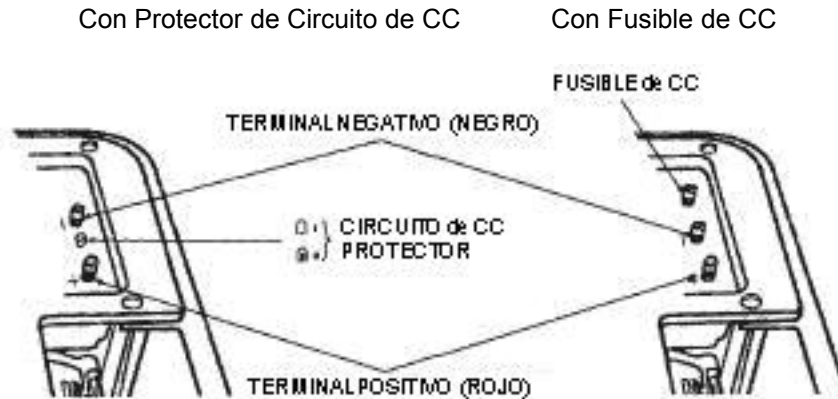 Con Protector de Circuito de CC
Con Fusible de CC
FUSIBLE de CC
TERMINAL NEGATIVO (NEGRO)
CIRCUITO de CC
PROTECTOR
TERMINAL POSITIVO (ROJO)